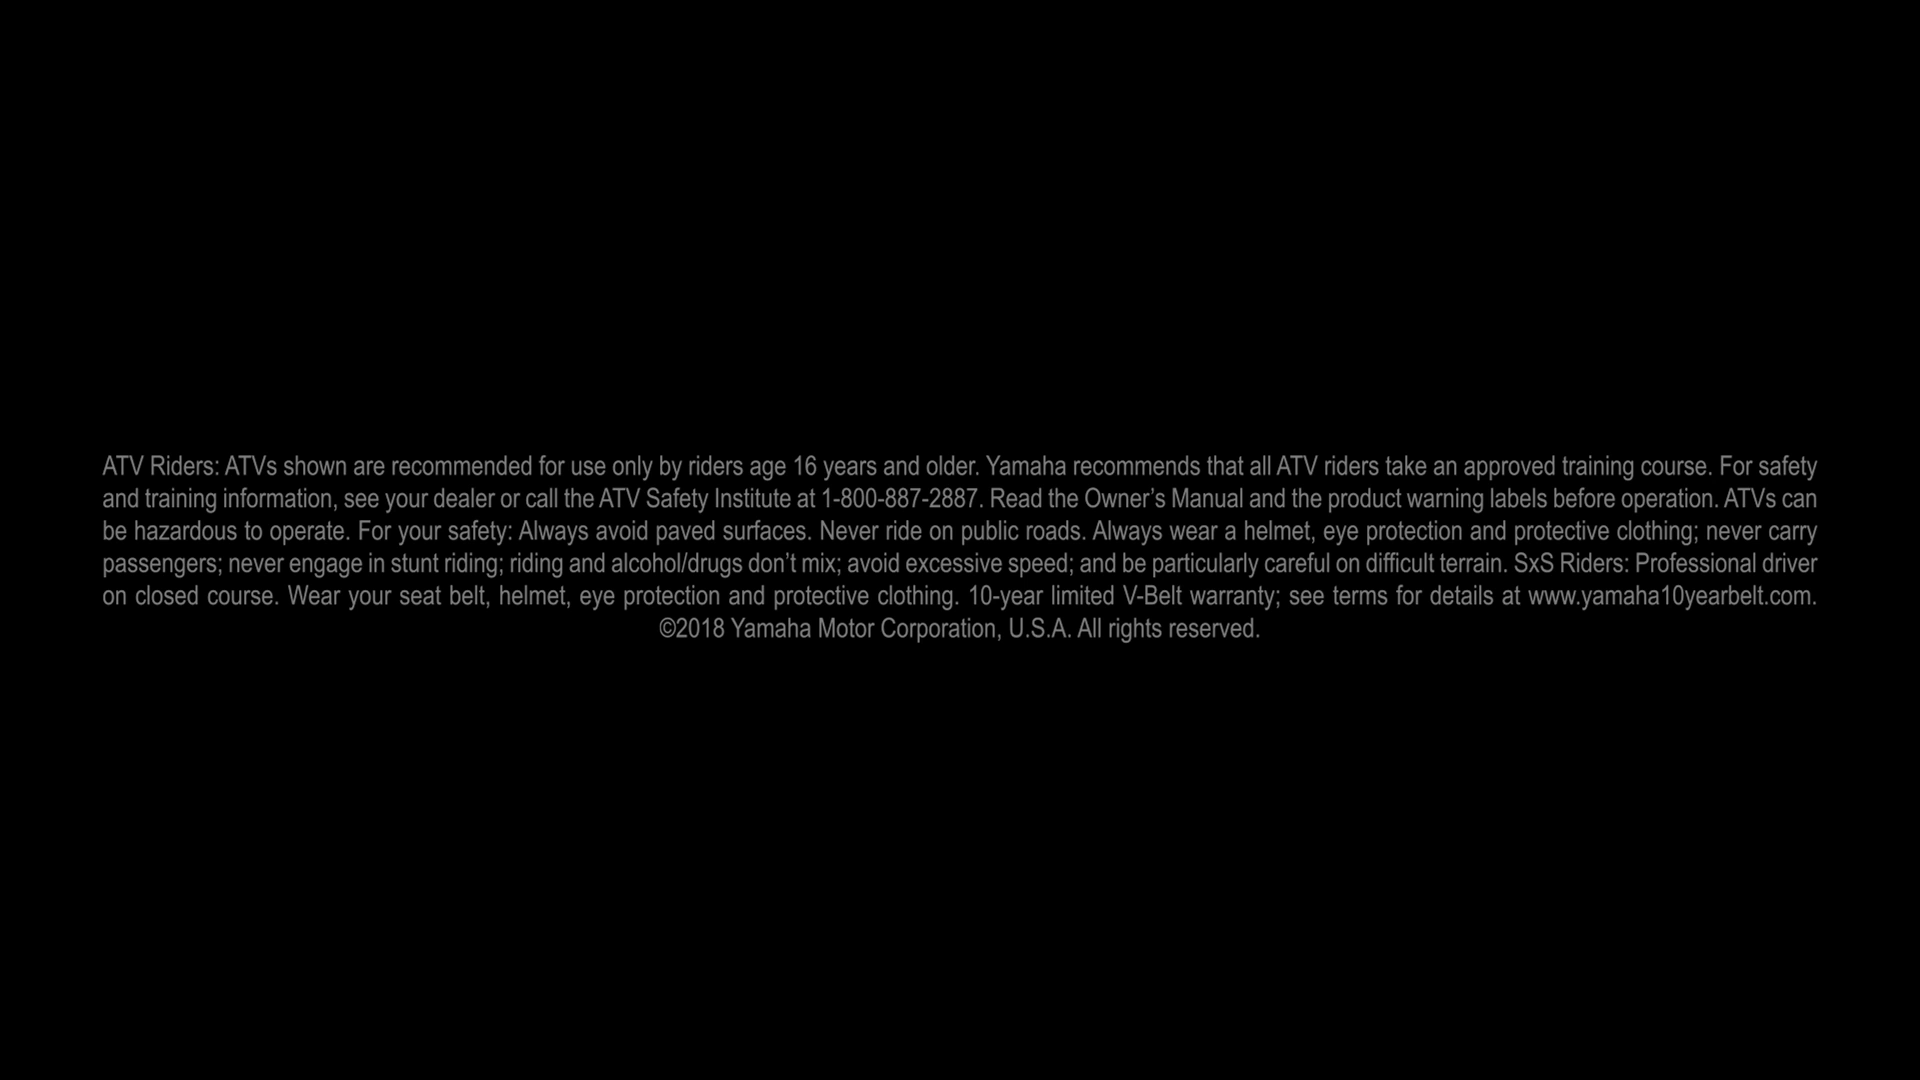 ATV Riders: ATVs shown are recommended for use only by riders age 16 years and older. Yamaha recommends that all ATV riders take an approved training course. For safety
and training information, see your dealer or call the ATV Safety Institute at 1-800-887-2887. Read the Owner’s Manual and the product warning labels before operation. ATVs can
be hazardous to operate. For your safety: Always avoid paved surfaces. Never ride on public roads. Always wear a helmet, eye protection and protective clothing; never carry
passengers; never engage in stunt riding; riding and alcohol/drugs don’t mix; avoid excessive speed; and be particularly careful on difficult terrain. SxS Riders: Professional driver
on closed course. Wear your seat belt, helmet, eye protection and protective clothing. 10-year limited V-Belt warranty; see terms for details at www.yamaha10yearbelt.com.
©2018 Yamaha Motor Corporation, U.S.A. All rights reserved.